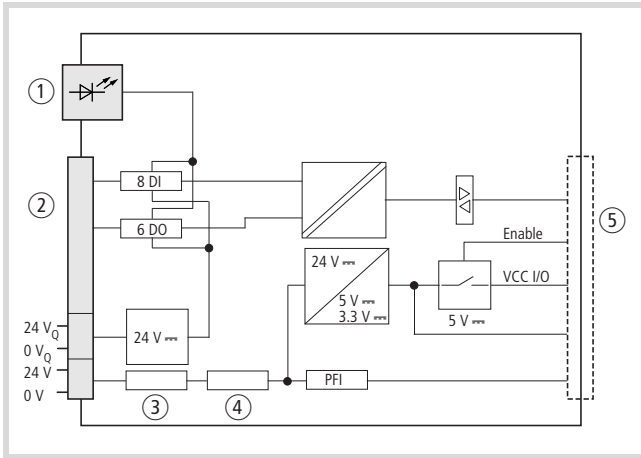 ①
8 DI
②
6 DO
⑤
Enable
24 V ⎓
VCC I/O
5 V ⎓
3.3 V ⎓
5 V ⎓
24 VQ
0 VQ
24 V ⎓
24 V
0 V
PFI
③
④